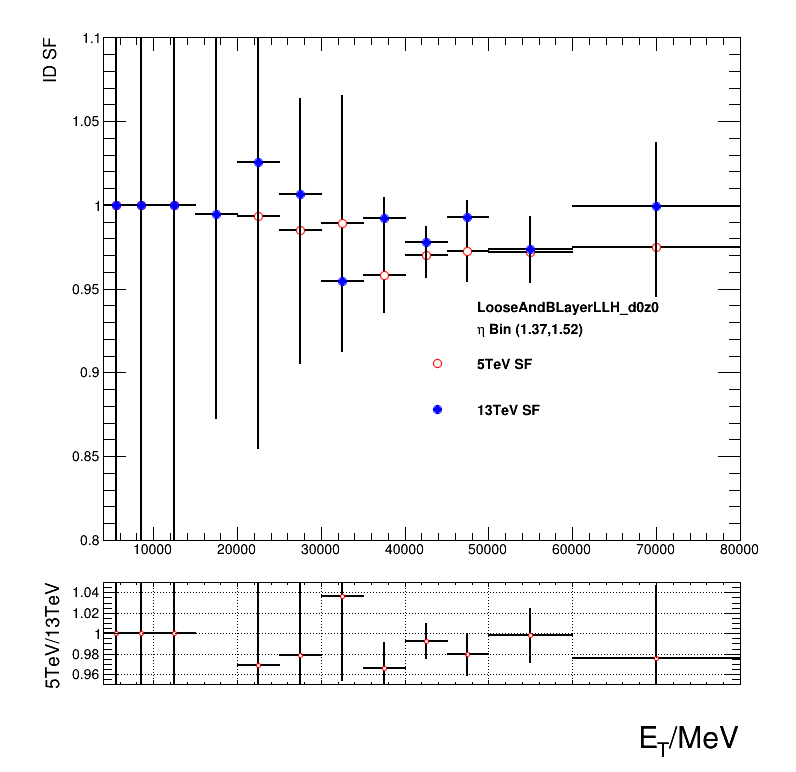 ID SF
1.1
1.05
1
0.95
0.9
0.85
0.8
LooseAndBLayerLLH_d0z0
η Bin (1.37,1.52)
5TeV SF
13TeV SF
10000 20000 30000 40000 50000 60000 70000 80000
5TeV/13TeV
1.04
1.02
1
0.98
0.96
E_T/MeV